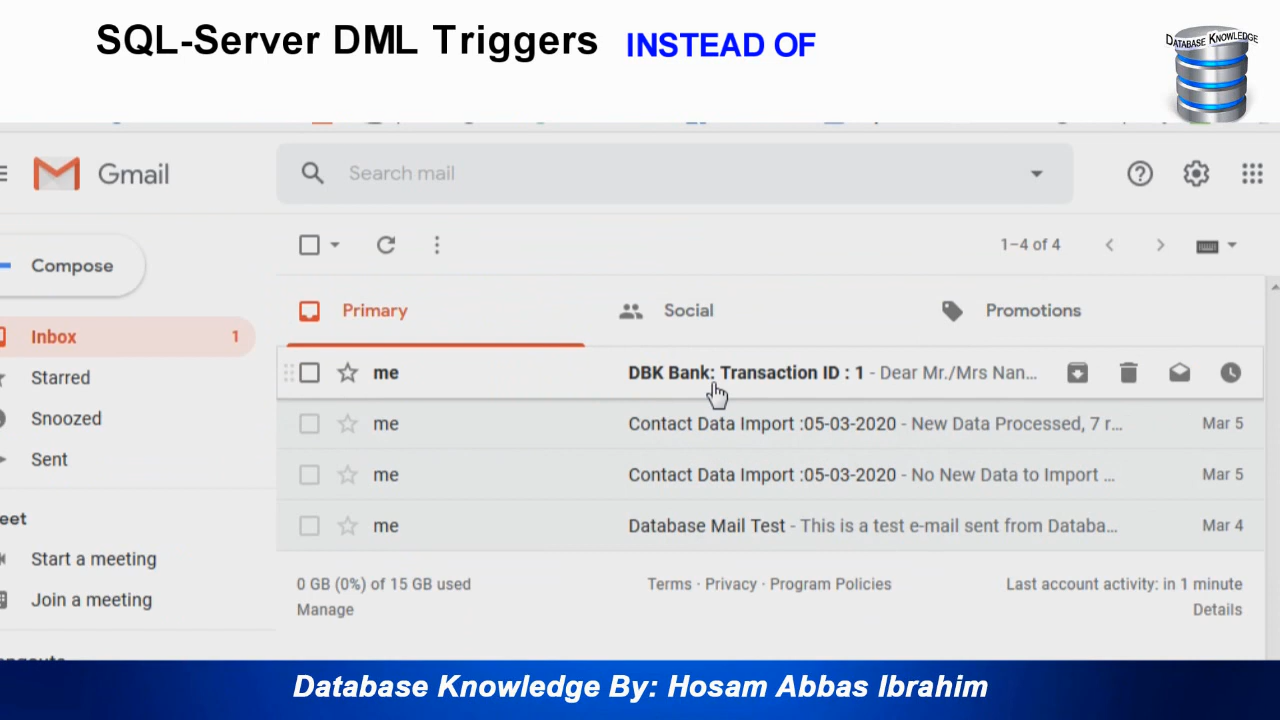 SQL-Server DML Triggers INSTEAD OF
DATABASE KNOWLEDGE
Gmail
Search mail
Compose
1–4 of 4
Primary
Social
Promotions
Inbox 1
Starred
Snoozed
Sent
me DBK Bank: Transaction ID : 1 - Dear Mr./Mrs Nan...
me Contact Data Import :05-03-2020 - New Data Processed, 7 r... Mar 5
me Contact Data Import :05-03-2020 - No New Data to Import ... Mar 5
me Database Mail Test - This is a test e-mail sent from Databa... Mar 4
eet
Start a meeting
Join a meeting
0 GB (0%) of 15 GB used
Manage
Terms · Privacy · Program Policies
Last account activity: in 1 minute
Details
Database Knowledge By: Hosam Abbas Ibrahim